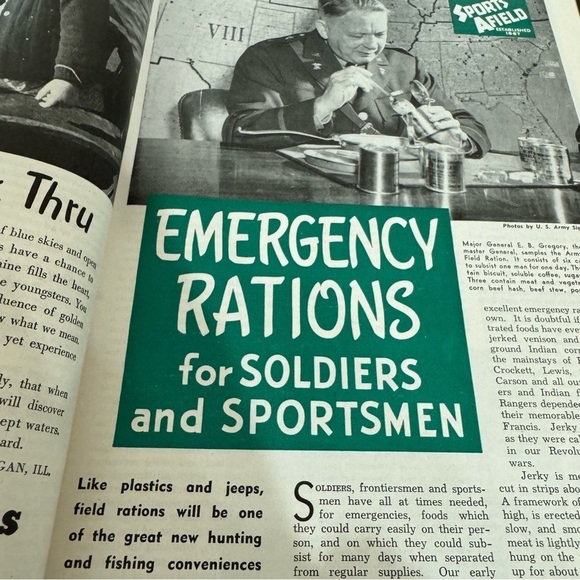 VIII
SPORTS
AFIELD
ESTABLISHED
1887
Thru
of blue skies and open
s have a chance to
ine fills the heart,
e youngsters. You
luence of golden
w what we mean.
yet experience
ly, that when
will discover
ept waters.
ard.
GAN, ILL.
Photos by U. S. Army Sig
Major General E. B. Gregory,
master General, samples the Army
Field Ration. It consists of six c
to subsist one man for one day. Th
tain biscuit, soluble coffee, suga
Three contain meat and vegeta
corn beef hash, beef stew, por
EMERGENCY
RATIONS
for SOLDIERS
and SPORTSMEN
Like plastics and jeeps,
field rations will be one
of the great new hunting
and fishing conveniences
SOLDIERS, frontiersmen and sports-
men have all at times needed,
for emergencies, foods which
they could carry easily on their per-
son, and on which they could sub-
sist for many days when separated
from regular supplies. Our early
excellent emergency ra
own. It is doubtful if
trated foods have eve
jerked venison and
ground Indian corn
the mainstays of
Crockett, Lewis,
Carson and all our
ers and Indian f
Rangers depended
their memorable
Francis. Jerky
as they were ca
in our Revolu
wars.
Jerky is me
cut in strips abo
A framework of
high, is erected
slow, and smo
meat is lightly
hung on the
up for about